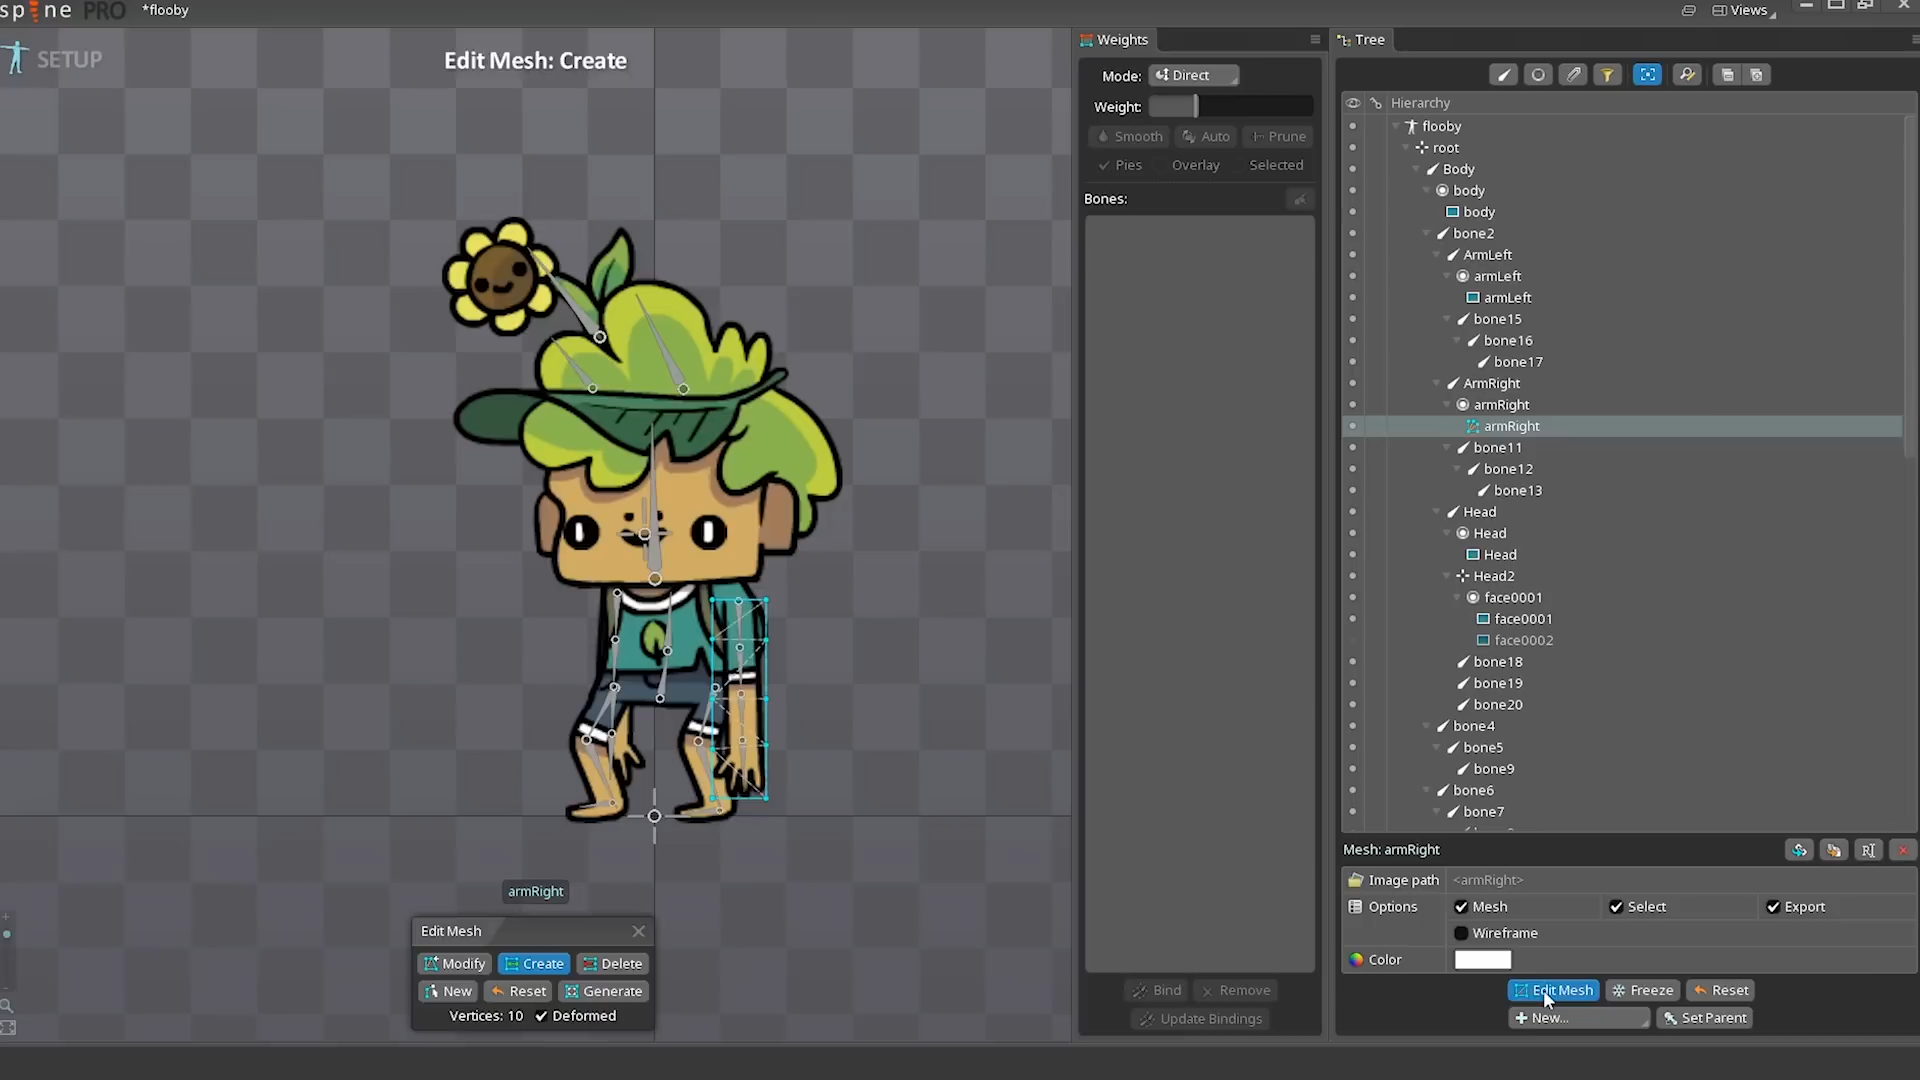 spine PRO *flooby
Views
SETUP
Edit Mesh: Create
armRight
Edit Mesh
Modify Create Delete
New Reset Generate
Vertices: 10 Deformed
Weights
Mode: Direct
Weight:
Smooth Auto Prune
Pies Overlay Selected
Bones:
Bind Remove
Update Bindings
Tree
Hierarchy
flooby
root
Body
body
body
bone2
ArmLeft
armLeft
armLeft
bone15
bone16
bone17
ArmRight
armRight
armRight
bone11
bone12
bone13
Head
Head
Head
Head2
face0001
face0001
face0002
bone18
bone19
bone20
bone4
bone5
bone9
bone6
bone7
Mesh: armRight
Image path <armRight>
Options Mesh Select Export
Wireframe
Color
Edit Mesh Freeze Reset
New... Set Parent